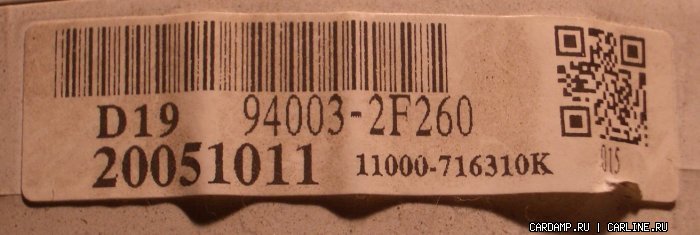 D19 94003-2F260
20051011 11000-716310K
015
CARDAMP.RU | CARLINE.RU